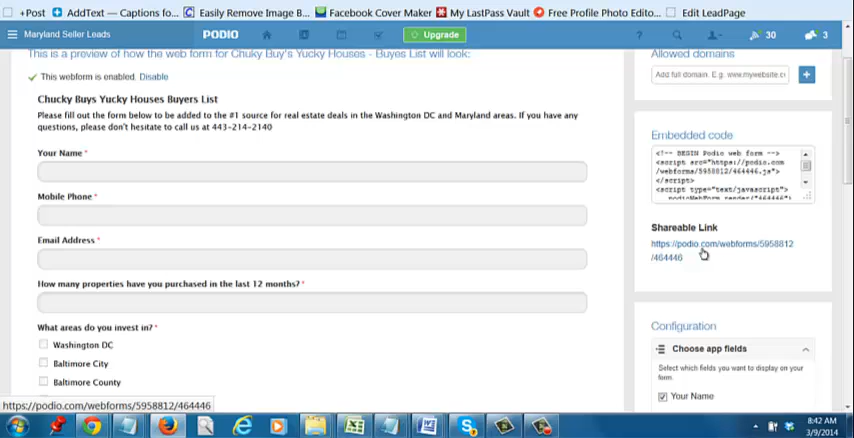 +Post AddText — Captions fo... Easily Remove Image B... Facebook Cover Maker My LastPass Vault Free Profile Photo Edito... Edit LeadPage
Maryland Seller Leads PODIO Upgrade ? 30 3
This is a preview of how the web form for Chuky Buy's Yucky Houses - Buyes List will look:
This webform is enabled. Disable
Chucky Buys Yucky Houses Buyers List
Please fill out the form below to be added to the #1 source for real estate deals in the Washington DC and Maryland areas. If you have any
questions, please don't hesitate to call us at 443-214-2140
Your Name *
Mobile Phone *
Email Address *
How many properties have you purchased in the last 12 months? *
What areas do you invest in? *
Washington DC
Baltimore City
Baltimore County
Allowed domains
Add full domain. E.g. www.mywebsite.c
+
Embedded code
<!-- BEGIN Podio web form -->
<script src="https://podio.com
/webforms/5958812/464446.js">
</script>
<script type="text/javascript">
Shareable Link
https://podio.com/webforms/5958812
/464446
Configuration
Choose app fields
Select which fields you want to display on your
form.
Your Name
https://podio.com/webforms/5958812/464446
8:42 AM
3/9/2014